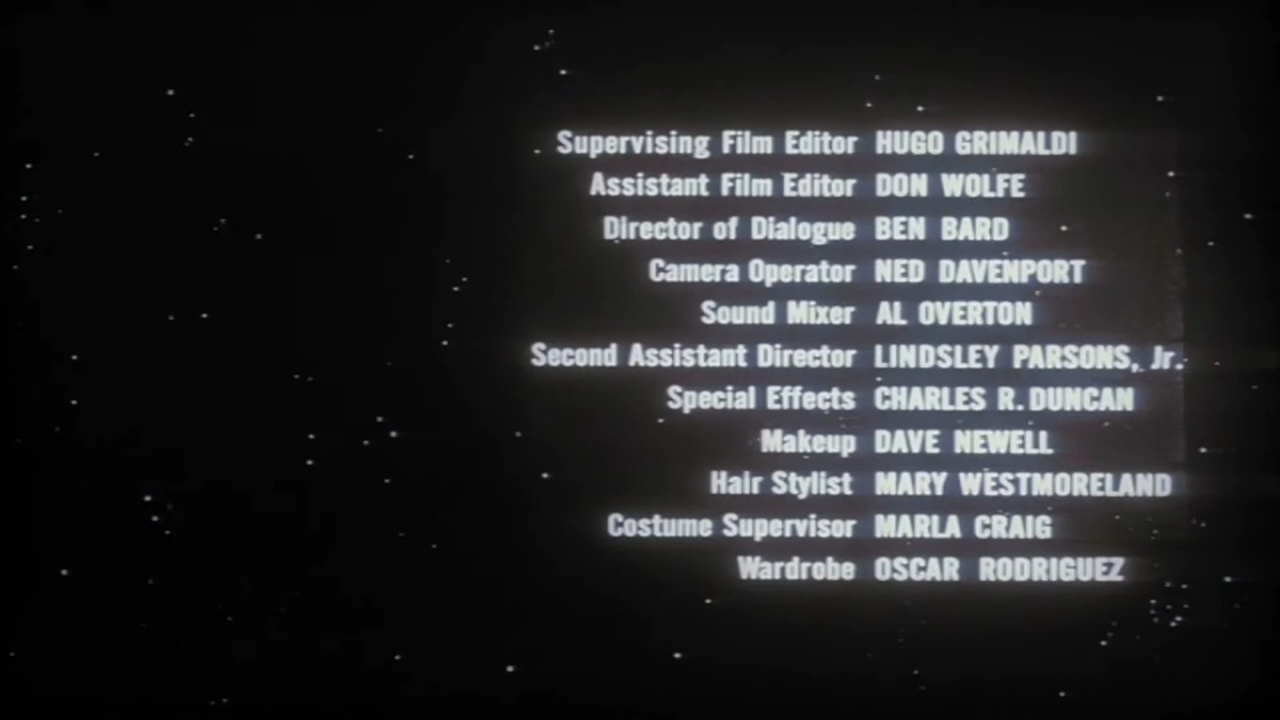 Supervising Film Editor HUGO GRIMALDI
Assistant Film Editor DON WOLFE
Director of Dialogue BEN BARD
Camera Operator NED DAVENPORT
Sound Mixer AL OVERTON
Second Assistant Director LINDSLEY PARSONS, Jr.
Special Effects CHARLES R. DUNCAN
Makeup DAVE NEWELL
Hair Stylist MARY WESTMORELAND
Costume Supervisor MARLA CRAIG
Wardrobe OSCAR RODRIGUEZ